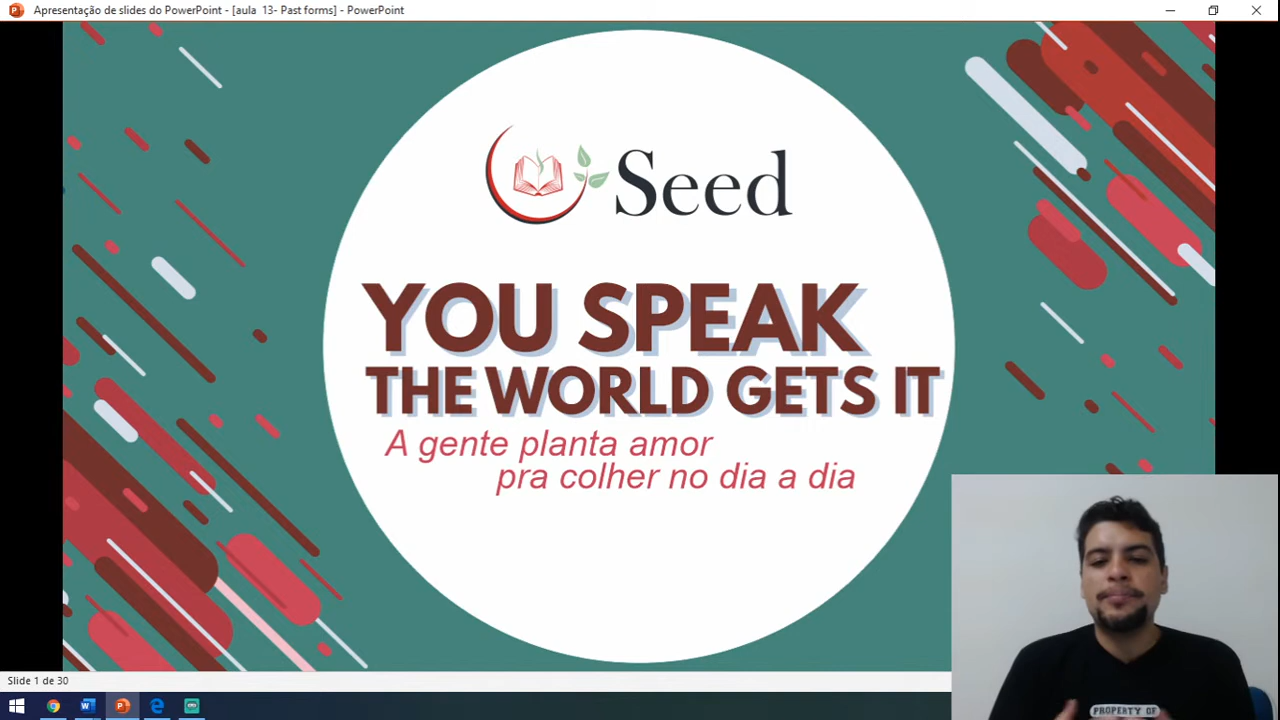 Apresentação de slides do PowerPoint - [aula  13- Past forms] - PowerPoint
Seed
YOU SPEAK
THE WORLD GETS IT
A gente planta amor
pra colher no dia a dia
PROPERTY OF
Slide 1 de 30